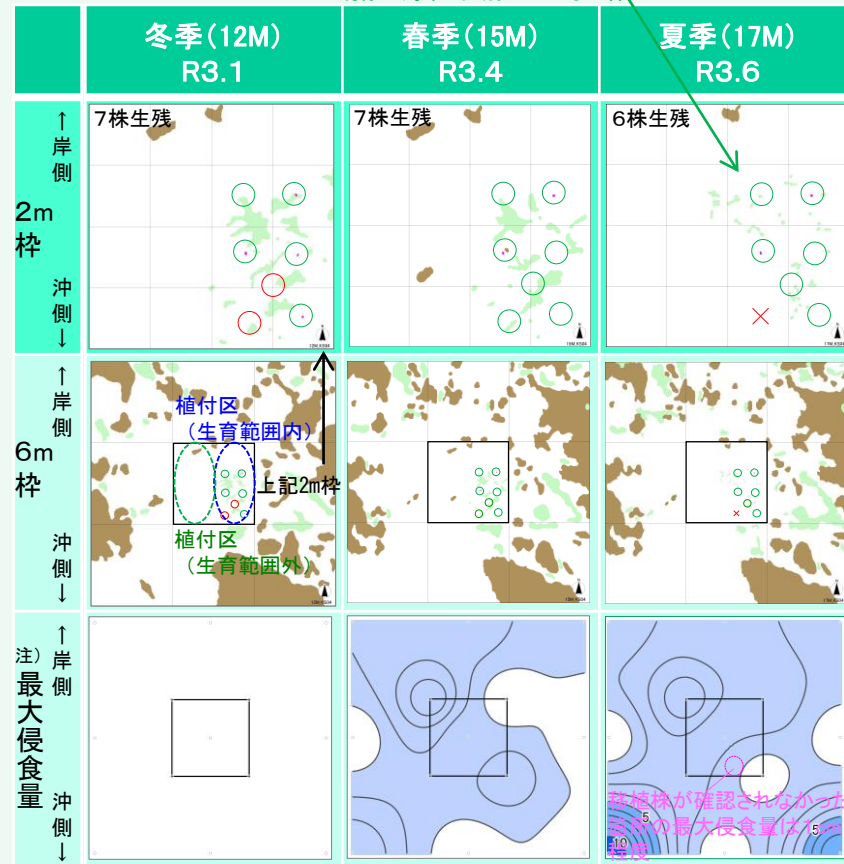 冬季(12M)
R3.1
春季(15M)
R3.4
夏季(17M)
R3.6
↑岸側
2m枠
沖側↓
7株生残
7株生残
6株生残
↑岸側
6m枠
沖側↓
植付区
(生育範囲内)
上記2m枠
植付区
(生育範囲外)
注)
↑岸側
最大侵食量
沖側↓
移植株が確認されなかった
の最大侵食量は
程度
5
10
5